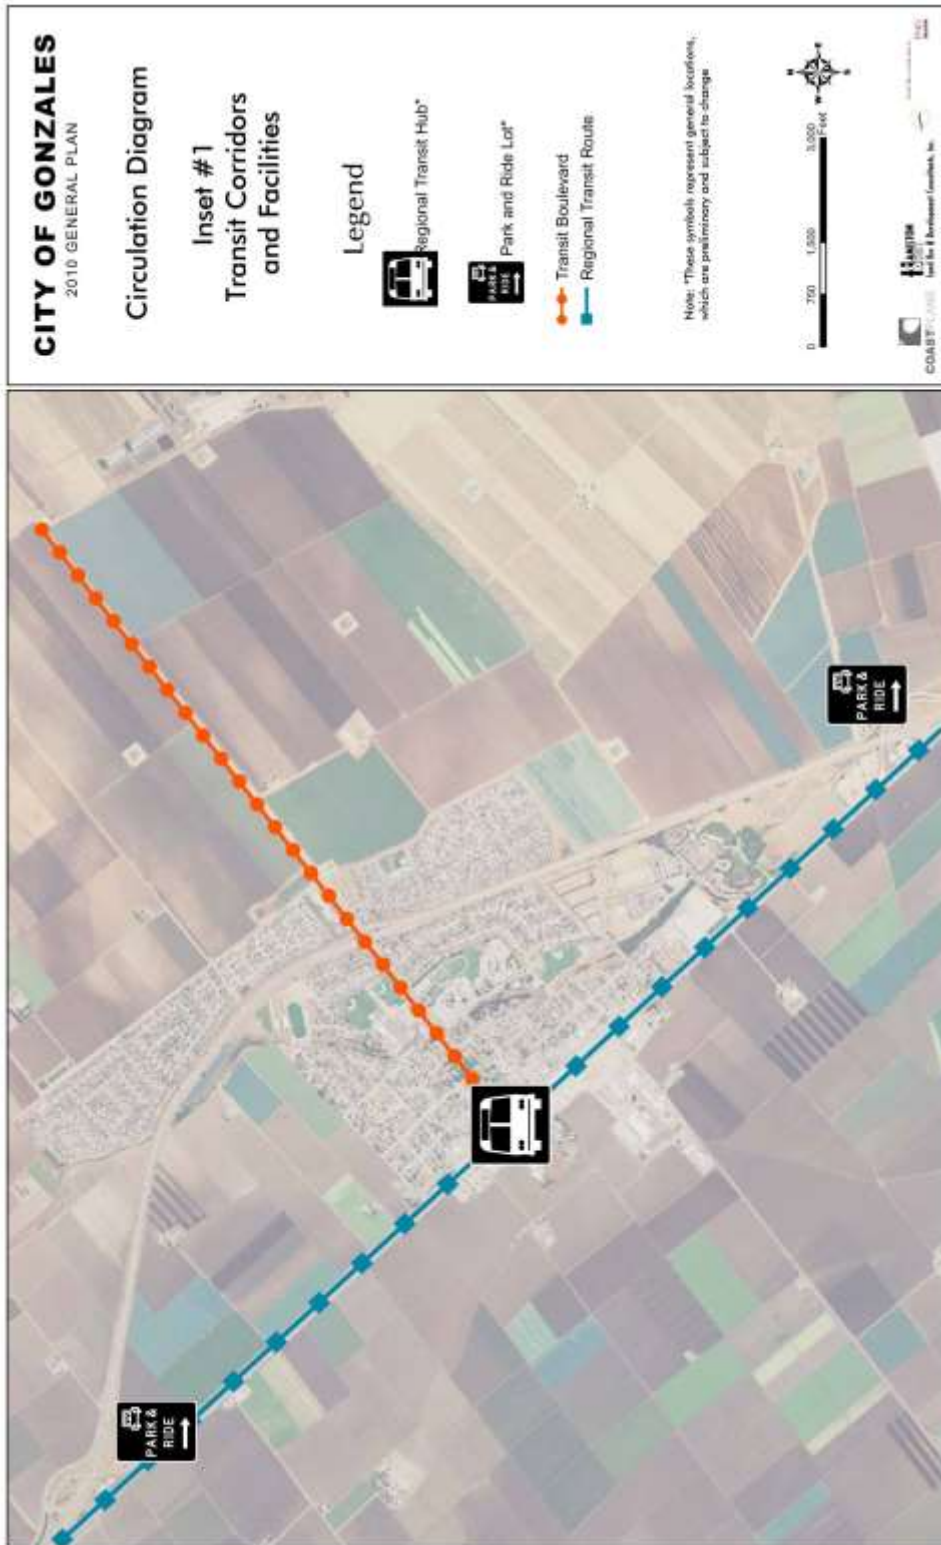 CITY OF GONZALES
2010 GENERAL PLAN
Circulation Diagram
Inset #1
Transit Corridors
and Facilities
Legend
Regional Transit Hub*
PARK &
RIDE
Park and Ride Lot*
Transit Boulevard
Regional Transit Route
Note: *These symbols represent general locations,
which are preliminary and subject to change
0 750 1,500 3,000
Feet
N
W
E
S
COASTPLANS
PARK &
RIDE
PARK &
RIDE